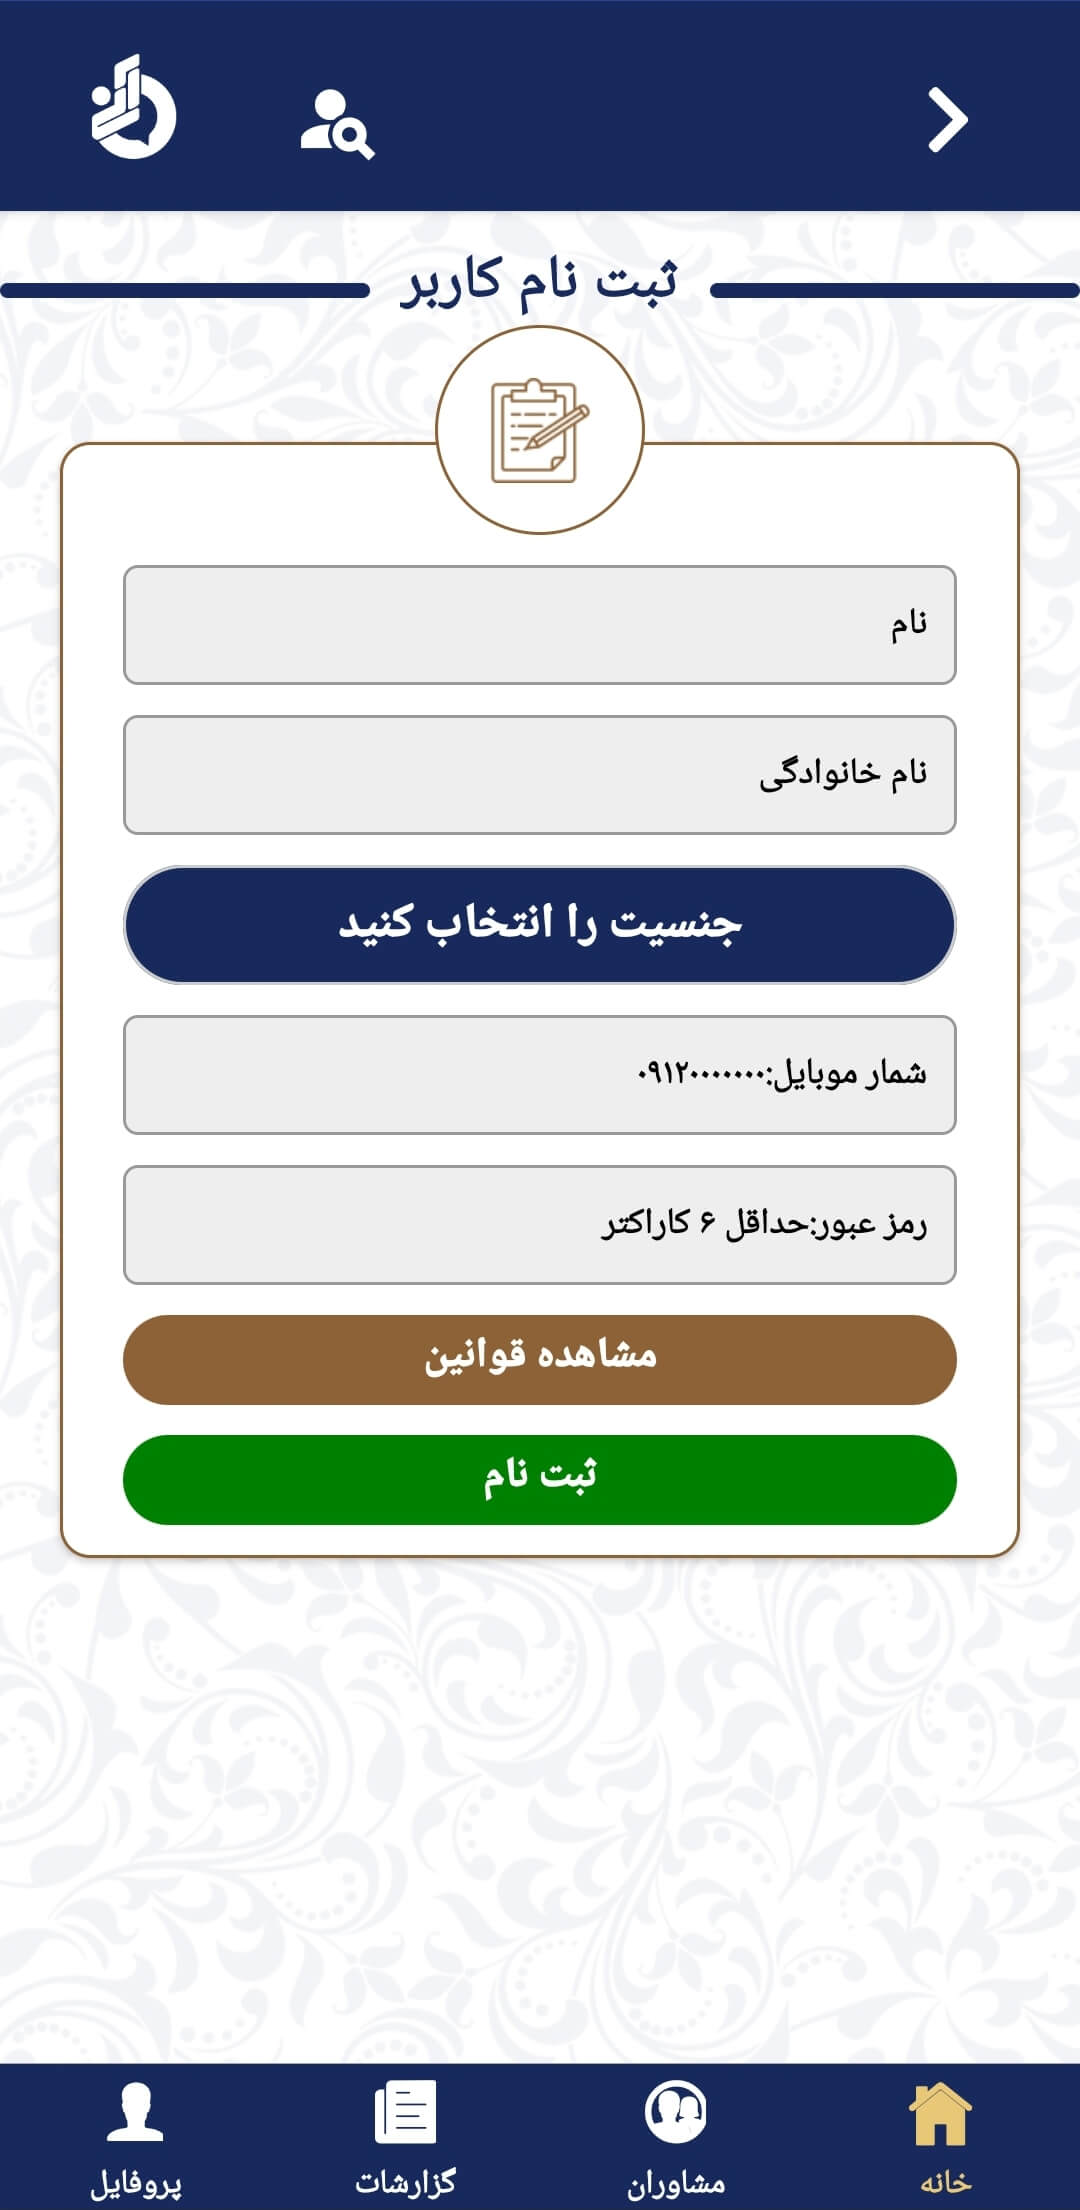 ثبت نام کاربر
نام
نام خانوادگی
جنسیت را انتخاب کنید
شمار موبایل:۰۹۱۲۰۰۰۰۰۰۰
رمز عبور:حداقل ۶ کاراکتر
مشاهده قوانین
ثبت نام
خانه
مشاوران
گزارشات
پروفایل